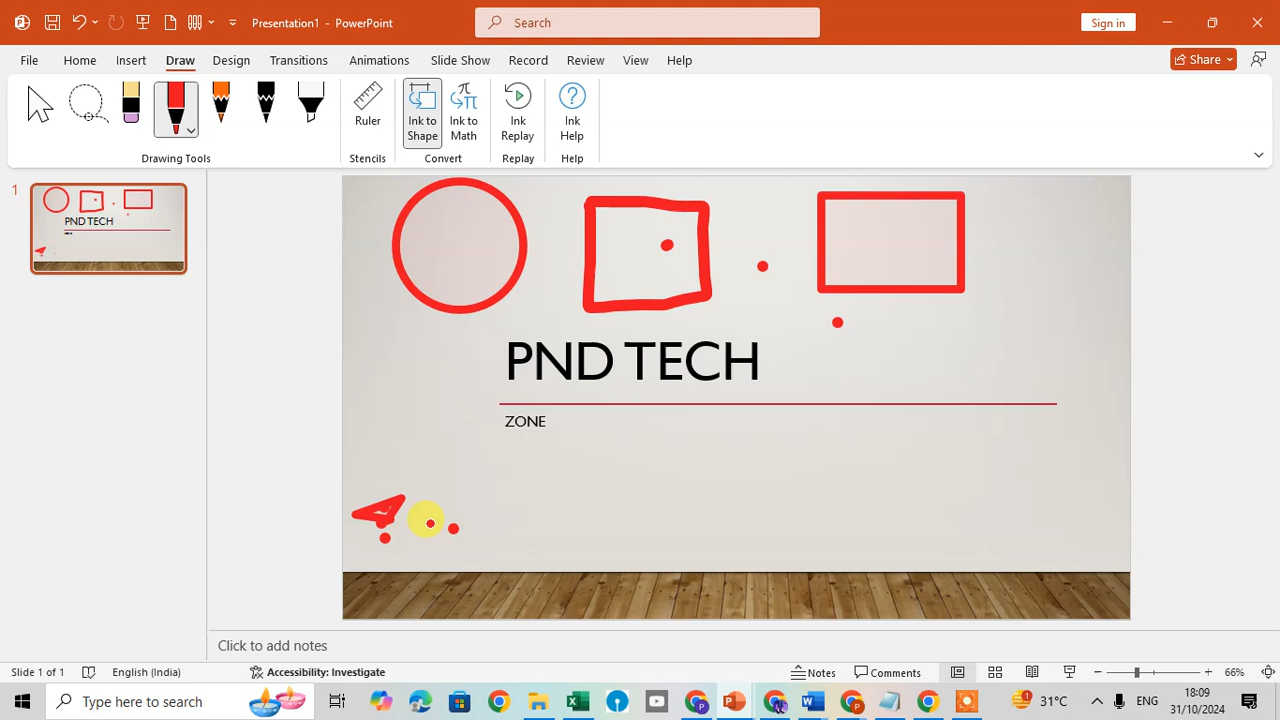 Presentation1 - PowerPoint
Search
Sign in
File Home Insert Draw Design Transitions Animations Slide Show Record Review View Help
Share
Ruler
Ink to Shape
Ink to Math
Ink Replay
Ink Help
Drawing Tools
Stencils
Convert
Replay
Help
1
PND TECH
PND TECH
ZONE
Click to add notes
Slide 1 of 1 English (India) Accessibility: Investigate Notes Comments 66%
Type here to search
1 31°C ENG 18:09
31/10/2024